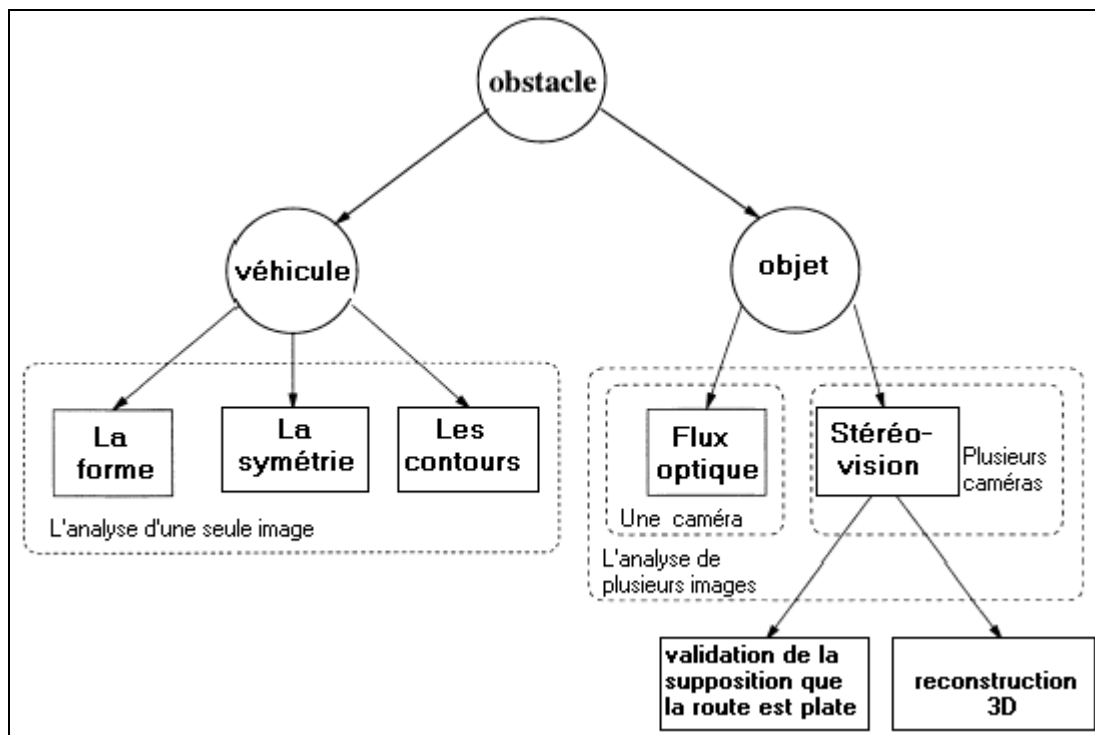 obstacle
véhicule
objet
La
forme
La
symétrie
Les
contours
L'analyse d'une seule image
Flux
optique
Une caméra
Stéréo-
vision
Plusieurs
caméras
L'analyse de
plusieurs images
validation de la
supposition que
la route est plate
reconstruction
3D